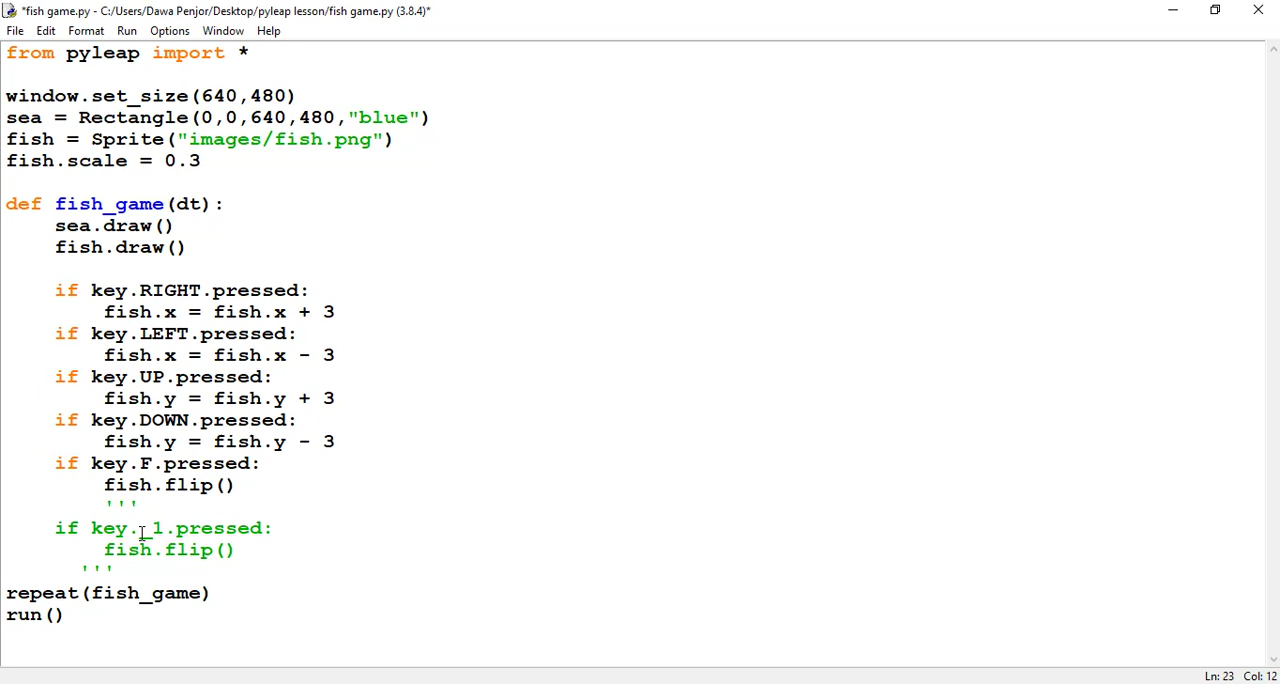 *fish game.py - C:/Users/Dawa Penjor/Desktop/pyleap lesson/fish game.py (3.8.4)*
File Edit Format Run Options Window Help
from pyleap import *
window.set_size(640,480)
sea = Rectangle(0,0,640,480,"blue")
fish = Sprite("images/fish.png")
fish.scale = 0.3
def fish_game(dt):
    sea.draw()
    fish.draw()
    if key.RIGHT.pressed:
        fish.x = fish.x + 3
    if key.LEFT.pressed:
        fish.x = fish.x - 3
    if key.UP.pressed:
        fish.y = fish.y + 3
    if key.DOWN.pressed:
        fish.y = fish.y - 3
    if key.F.pressed:
        fish.flip()
        '''
    if key._1.pressed:
        fish.flip()
      '''
repeat(fish_game)
run()
Ln: 23 Col: 12